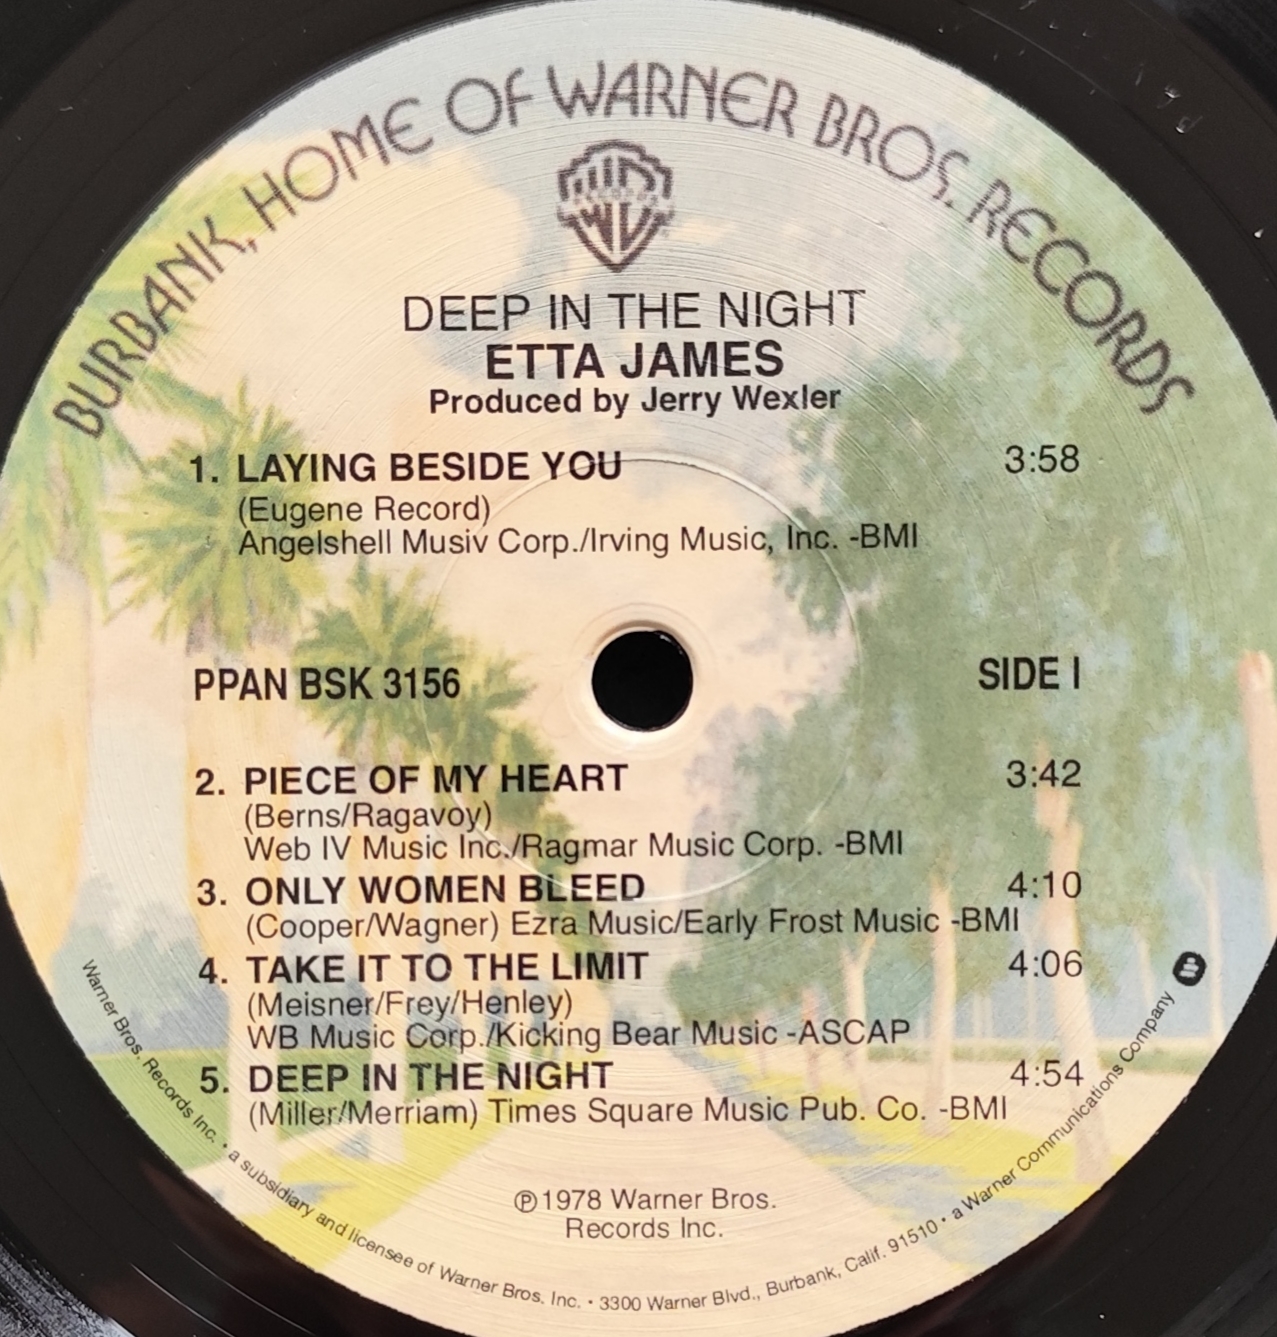 BURBANK, HOME OF WARNER BROS. RECORDS
DEEP IN THE NIGHT
ETTA JAMES
Produced by Jerry Wexler
1. LAYING BESIDE YOU 3:58
(Eugene Record)
Angelshell Musiv Corp./Irving Music, Inc. -BMI
PPAN BSK 3156 SIDE I
2. PIECE OF MY HEART 3:42
(Berns/Ragavoy)
Web IV Music Inc./Ragmar Music Corp. -BMI
3. ONLY WOMEN BLEED 4:10
(Cooper/Wagner) Ezra Music/Early Frost Music -BMI
4. TAKE IT TO THE LIMIT 4:06
(Meisner/Frey/Henley)
WB Music Corp./Kicking Bear Music -ASCAP
5. DEEP IN THE NIGHT 4:54
(Miller/Merriam) Times Square Music Pub. Co. -BMI
℗1978 Warner Bros.
Records Inc.
Warner Bros. Records Inc. • a subsidiary and licensee of Warner Bros. Inc. • 3300 Warner Blvd., Burbank, Calif. 91510 • a Warner Communications Company